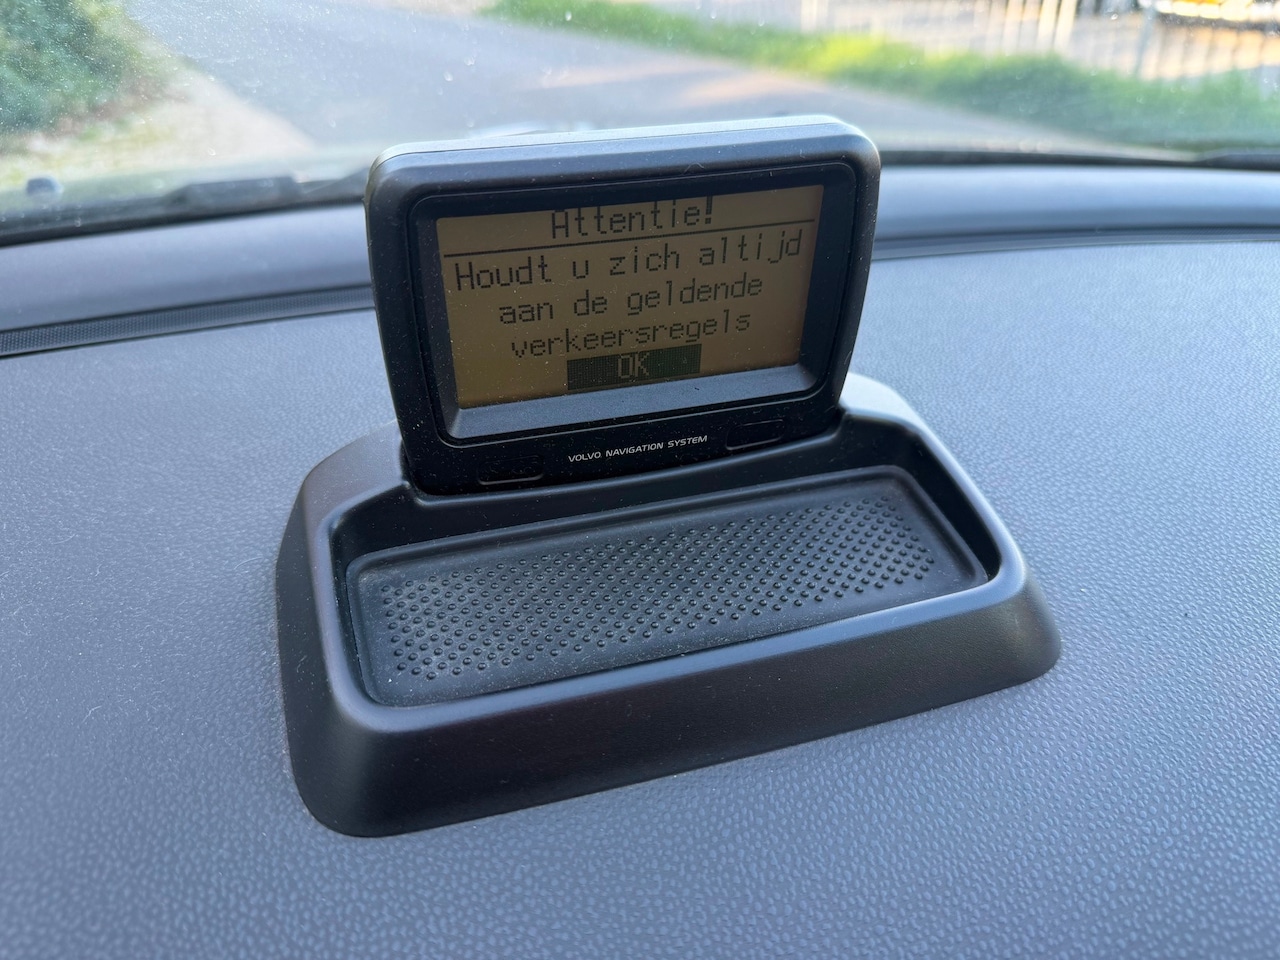 Attentie!
Houdt u zich altijd
aan de geldende
verkeersregels
OK
VOLVO NAVIGATION SYSTEM